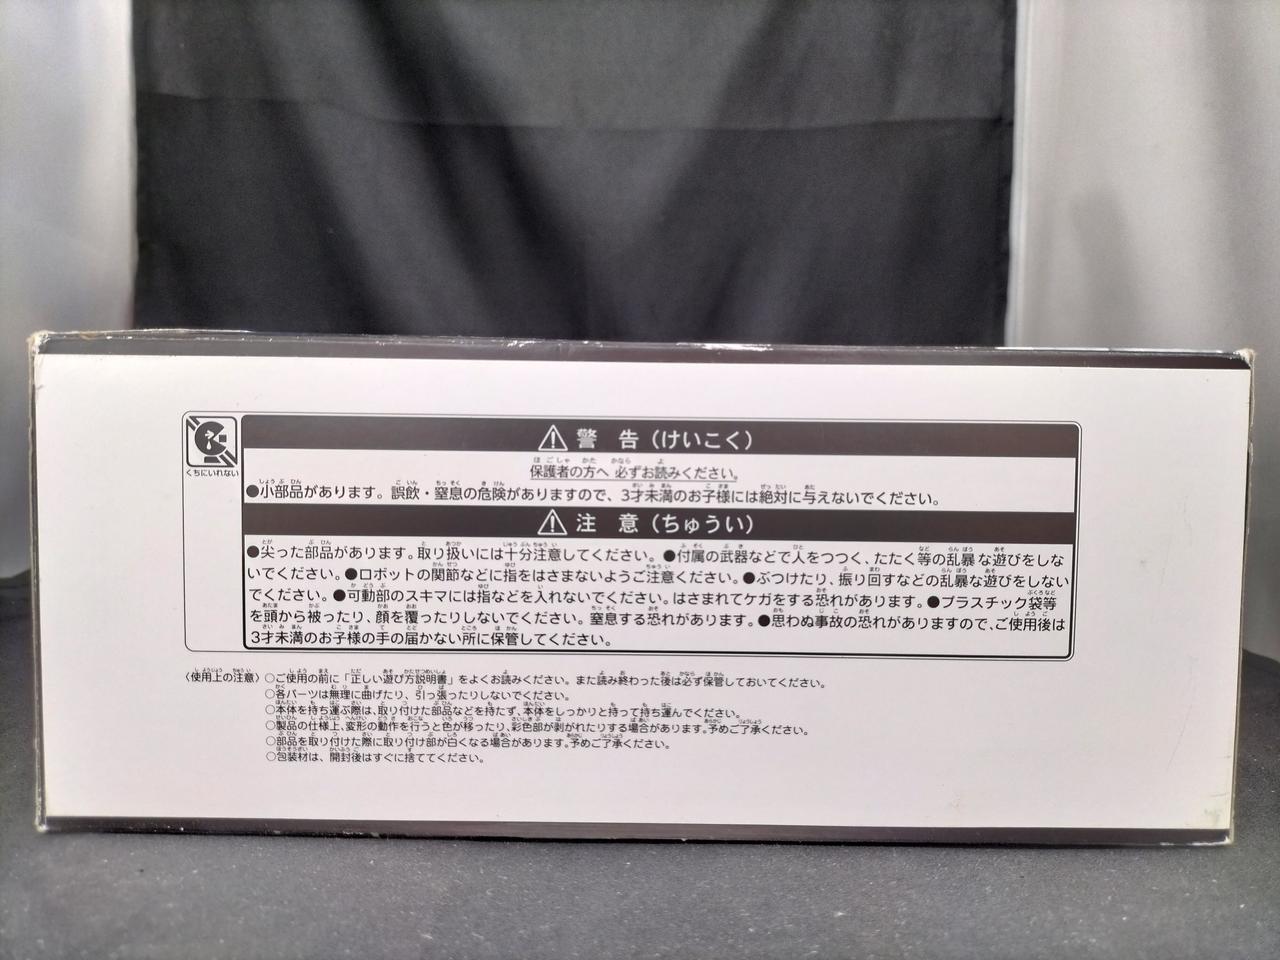 くちにいれない
⚠ 警 告（けいこく）
保護者の方へ 必ずお読みください。
●小部品があります。誤飲・窒息の危険がありますので、3才未満のお子様には絶対に与えないでください。
⚠ 注 意（ちゅうい）
●尖った部品があります。取り扱いには十分注意してください。●付属の武器などで人をつつく、たたく等の乱暴な遊びをしな
いでください。●ロボットの関節などに指をはさまないようご注意ください。●ぶつけたり、振り回すなどの乱暴な遊びをしない
でください。●可動部のスキマには指などを入れないでください。はさまれてケガをする恐れがあります。●プラスチック袋等
を頭から被ったり、顔を覆ったりしないでください。窒息する恐れがあります。●思わぬ事故の恐れがありますので、ご使用後は
3才未満のお子様の手の届かない所に保管してください。
〈使用上の注意〉○ご使用の前に「正しい遊び方説明書」をよくお読みください。また読み終わった後は必ず保管しておいてください。
○各パーツは無理に曲げたり、引っ張ったりしないでください。
○本体を持ち運ぶ際は、取り付けた部品などを持たず、本体をしっかりと持って持ち運んでください。
○製品の仕様上、変形の動作を行うと色が移ったり、彩色部が剥がれたりする場合があります。予めご了承ください。
○部品を取り付けた際に取り付け部が白くなる場合があります。予めご了承ください。
○包装材は、開封後はすぐに捨ててください。